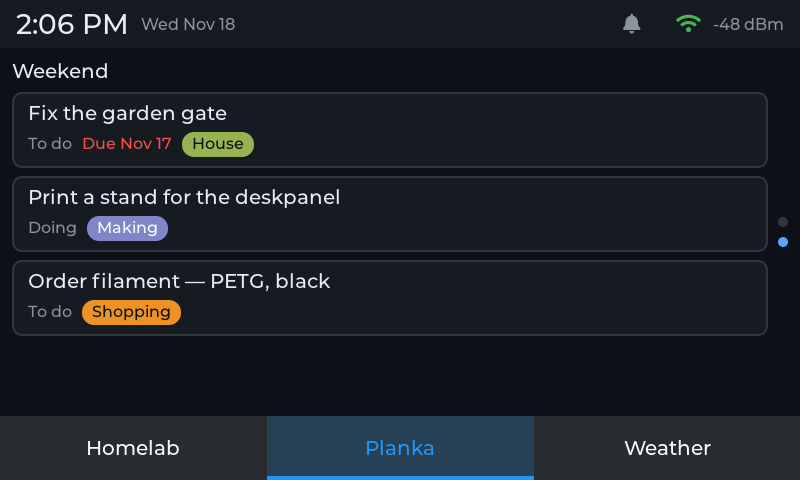 2:06 PM Wed Nov 18 -48 dBm
Weekend
Fix the garden gate
To do Due Nov 17 House
Print a stand for the deskpanel
Doing Making
Order filament — PETG, black
To do Shopping
Homelab Planka Weather